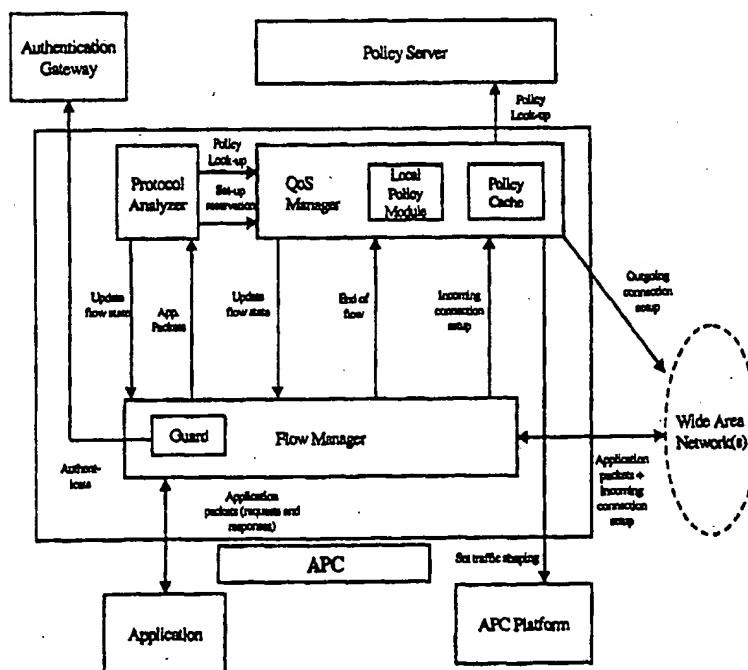 Authentication
Gateway
Policy Server
Policy
Look-up
Policy
Look-up
Set-up
reservation
Protocol
Analyzer
QoS
Manager
Local
Policy
Module
Policy
Cache
Outgoing
connection
setup
Update
flow state
App.
Packets
Update
flow state
End of
flow
Incoming
connection
setup
Guard
Flow Manager
Wide Area
Network(s)
Authent-
icate
Application
packets (requests and
responses)
Application
packets +
Incoming
connection
setup
APC
Set traffic shaping
Application
APC Platform